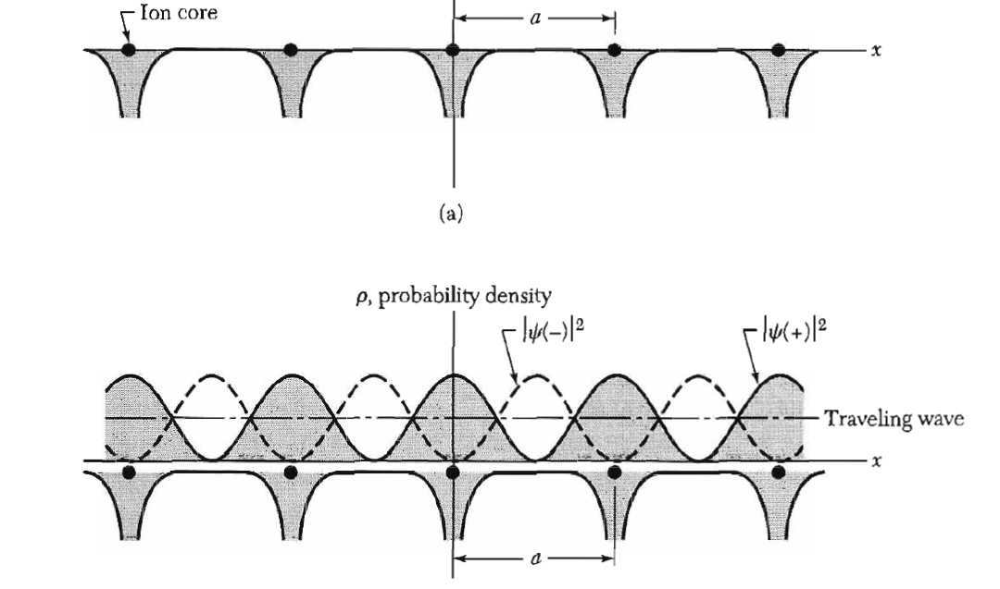 Ion core
a
x
(a)
ρ, probability density
|ψ(−)|²
|ψ(+)|²
Traveling wave
x
a